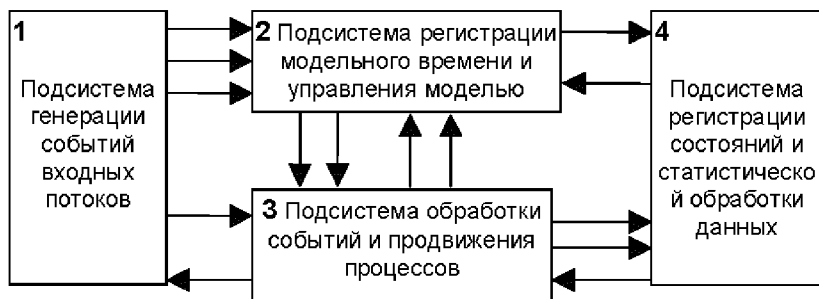 1
Подсистема
генерации
событий
входных
потоков
2 Подсистема регистрации
модельного времени и
управления моделью
3 Подсистема обработки
событий и продвижения
процессов
4
Подсистема
регистрации
состояний и
статистическо
й обработки
данных